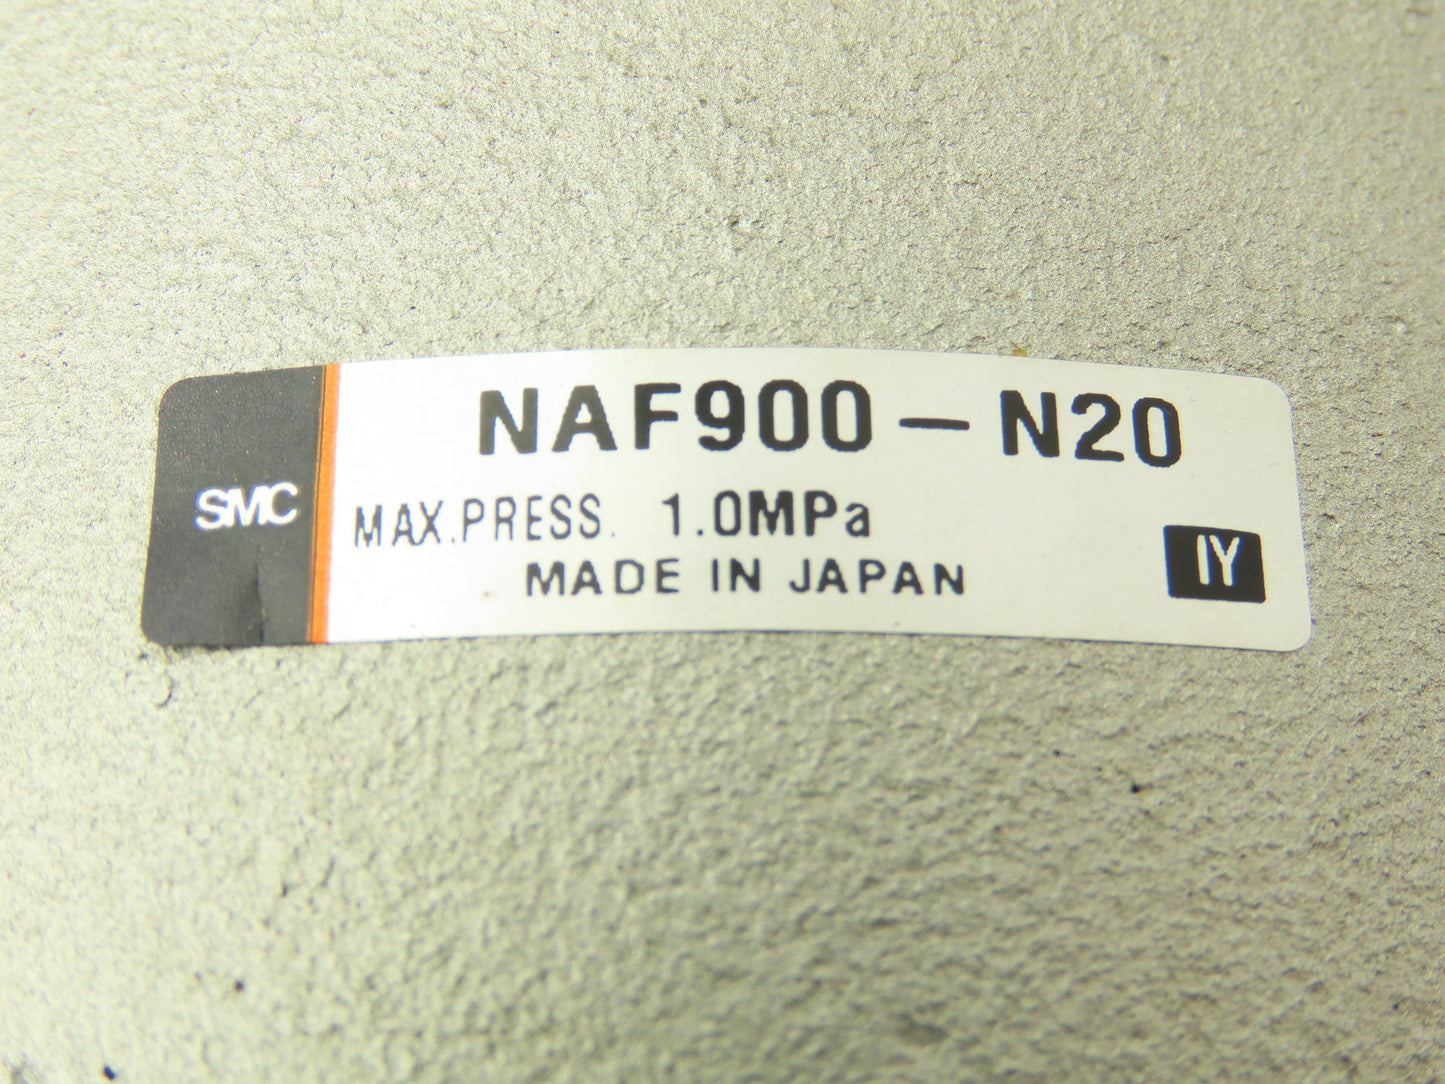 SMC
NAF900-N20
MAX.PRESS. 1.0MPa
MADE IN JAPAN
IY